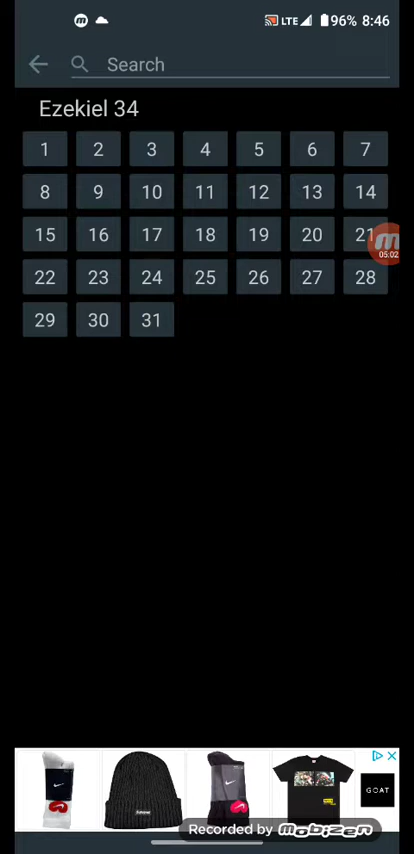 LTE 96% 8:46
Search
Ezekiel 34
1 2 3 4 5 6 7
8 9 10 11 12 13 14
15 16 17 18 19 20 21
05:02
22 23 24 25 26 27 28
29 30 31
GOAT
Recorded by mobizen